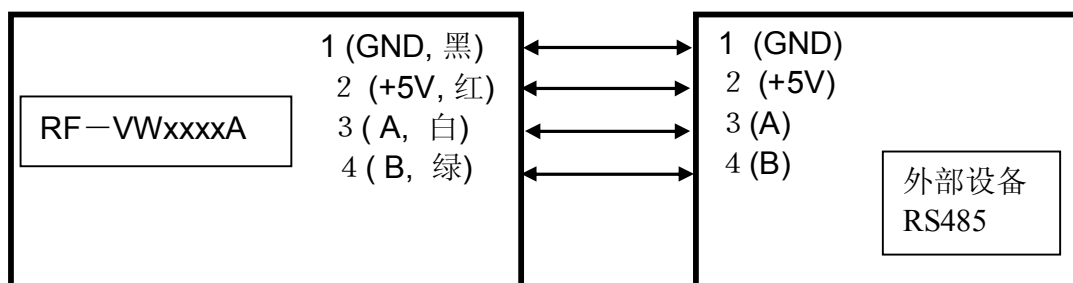 1 (GND, 黑)
2 (+5V, 红)
3 ( A, 白)
4 ( B, 绿)
RF－VWxxxxA
1 (GND)
2 (+5V)
3 (A)
4 (B)
外部设备
RS485